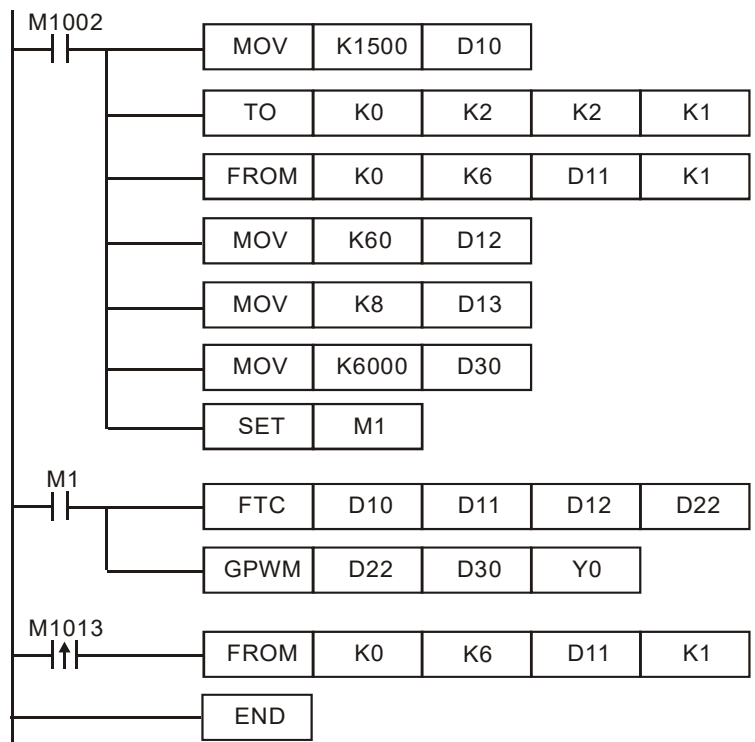 M1002
MOV K1500 D10
TO K0 K2 K2 K1
FROM K0 K6 D11 K1
MOV K60 D12
MOV K8 D13
MOV K6000 D30
SET M1
M1
FTC D10 D11 D12 D22
GPWM D22 D30 Y0
M1013
FROM K0 K6 D11 K1
END